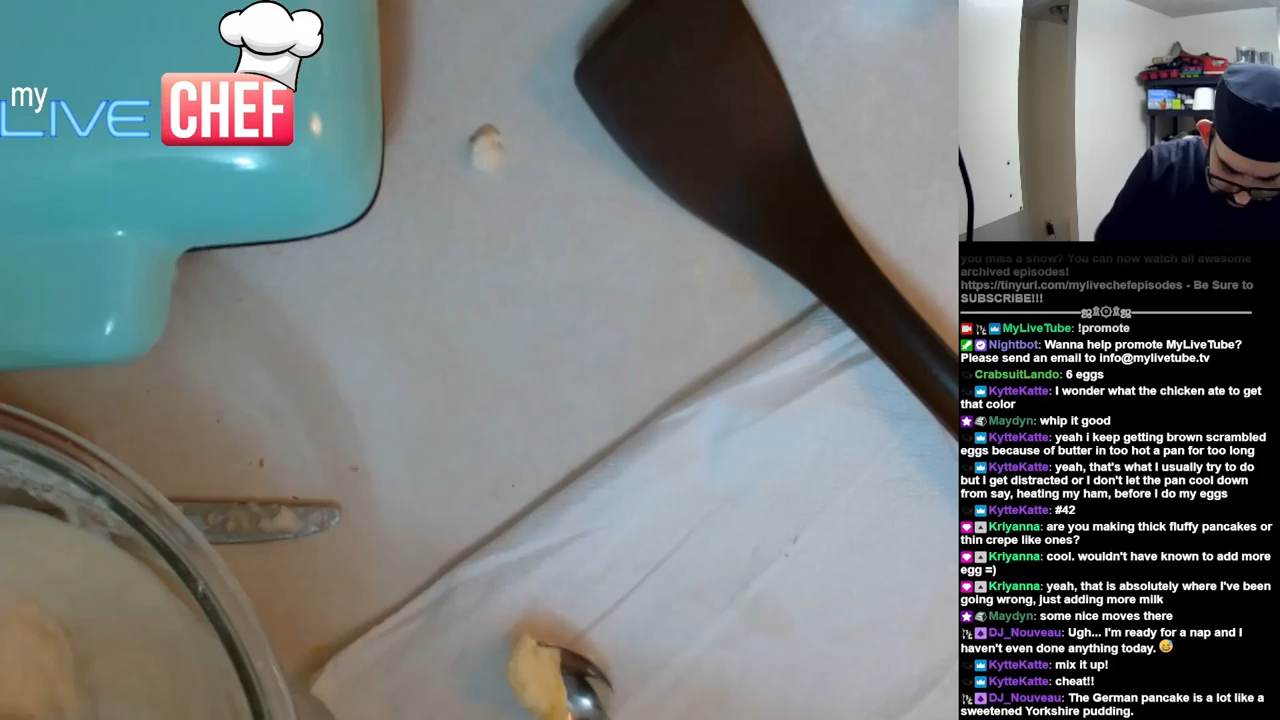 my
LIVE CHEF
you miss a show? You can now watch all awesome
archived episodes!
https://tinyurl.com/mylivechefepisodes - Be Sure to
SUBSCRIBE!!!
MyLiveTube: !promote
Nightbot: Wanna help promote MyLiveTube?
Please send an email to info@mylivetube.tv
CrabsuitLando: 6 eggs
KytteKatte: I wonder what the chicken ate to get
that color
Maydyn: whip it good
KytteKatte: yeah i keep getting brown scrambled
eggs because of butter in too hot a pan for too long
KytteKatte: yeah, that's what I usually try to do
but I get distracted or I don't let the pan cool down
from say, heating my ham, before I do my eggs
KytteKatte: #42
Kriyanna: are you making thick fluffy pancakes or
thin crepe like ones?
Kriyanna: cool. wouldn't have known to add more
egg =)
Kriyanna: yeah, that is absolutely where I've been
going wrong, just adding more milk
Maydyn: some nice moves there
DJ_Nouveau: Ugh... I'm ready for a nap and I
haven't even done anything today. 😅
KytteKatte: mix it up!
KytteKatte: cheat!!
DJ_Nouveau: The German pancake is a lot like a
sweetened Yorkshire pudding.